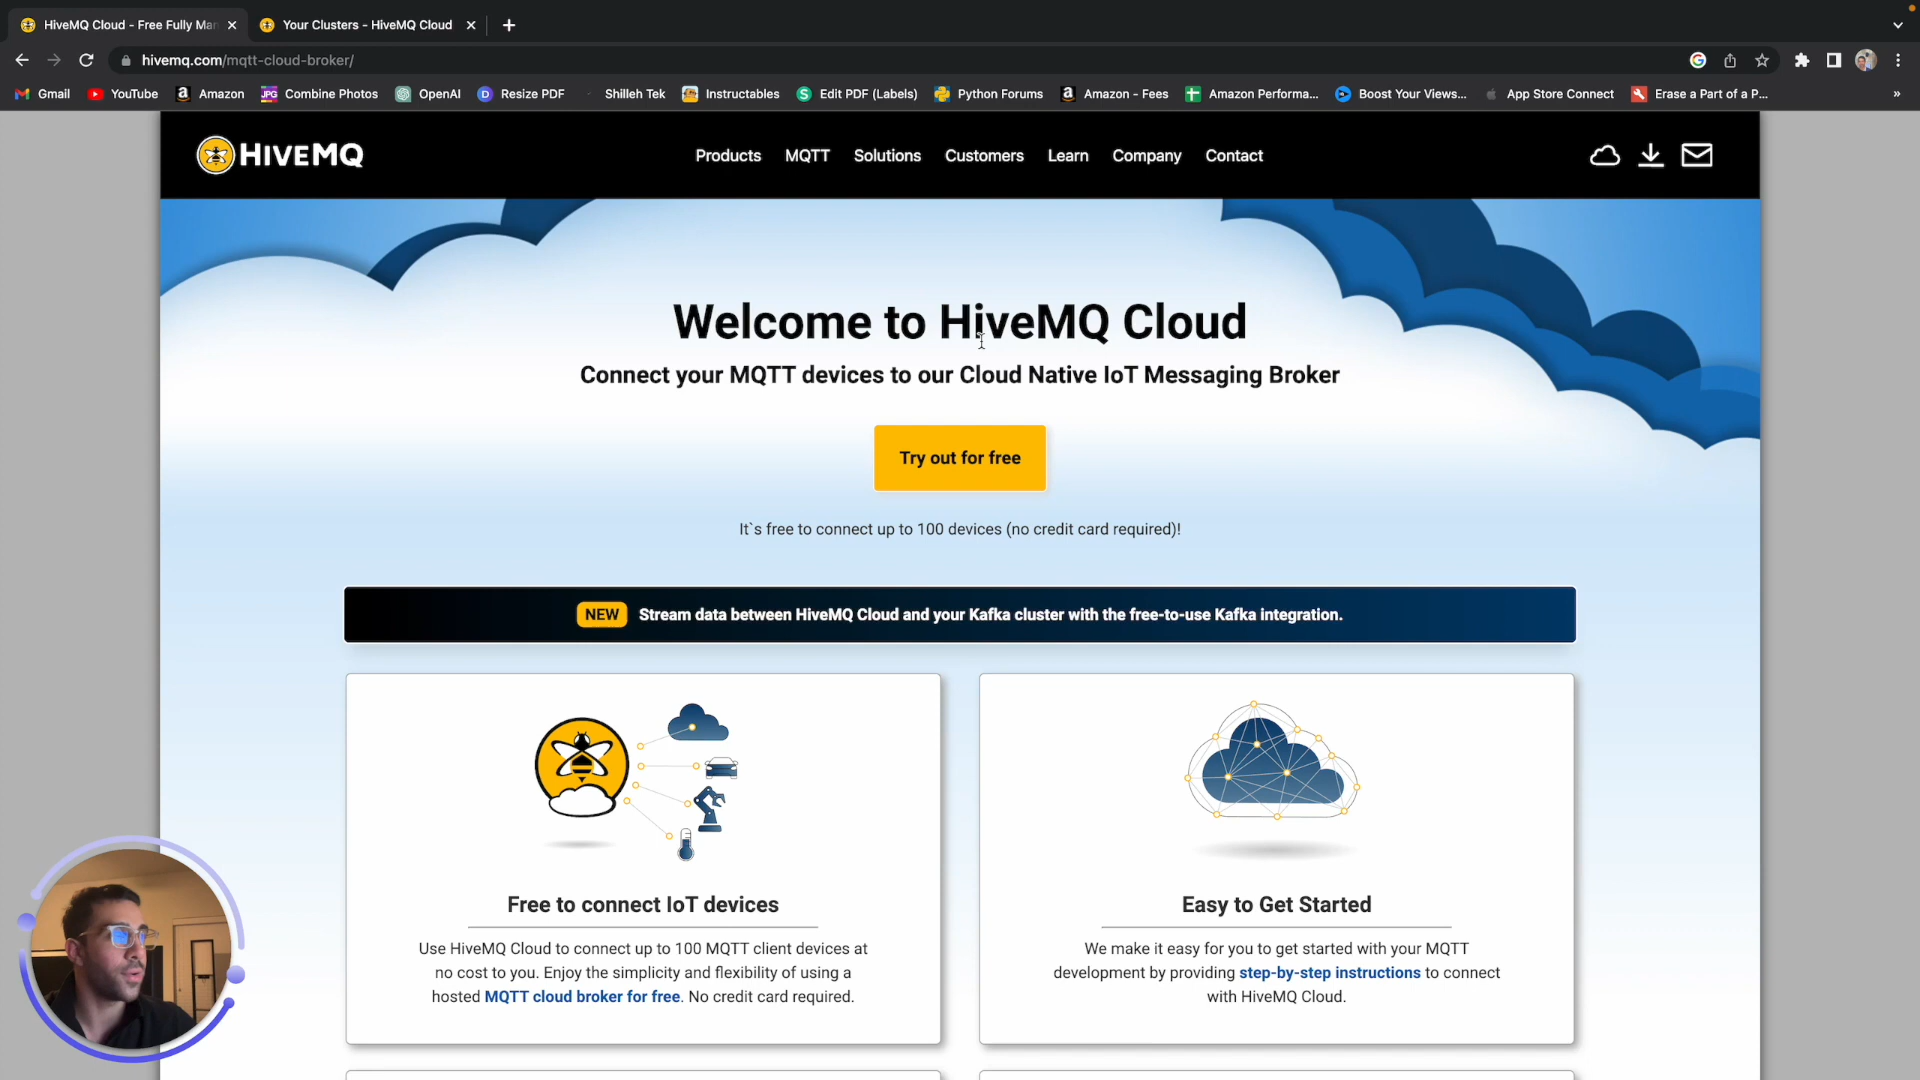 HiveMQ Cloud - Free Fully Man
Your Clusters - HiveMQ Cloud
hivemq.com/mqtt-cloud-broker/
Gmail
YouTube
Amazon
JPG
Combine Photos
OpenAI
D
Resize PDF
Shilleh Tek
Instructables
S
Edit PDF (Labels)
Python Forums
Amazon - Fees
Amazon Performa...
Boost Your Views...
App Store Connect
Erase a Part of a P...
»
HIVEMQ
Products
MQTT
Solutions
Customers
Learn
Company
Contact
Welcome to HiveMQ Cloud
Connect your MQTT devices to our Cloud Native IoT Messaging Broker
Try out for free
It`s free to connect up to 100 devices (no credit card required)!
NEW Stream data between HiveMQ Cloud and your Kafka cluster with the free-to-use Kafka integration.
Free to connect IoT devices
Use HiveMQ Cloud to connect up to 100 MQTT client devices at
no cost to you. Enjoy the simplicity and flexibility of using a
hosted MQTT cloud broker for free. No credit card required.
Easy to Get Started
We make it easy for you to get started with your MQTT
development by providing step-by-step instructions to connect
with HiveMQ Cloud.